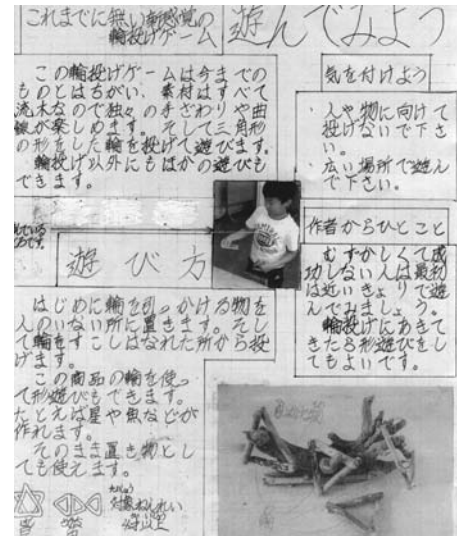 これまでに無い新感覚の
輪投げゲーム
遊んでみよう
この輪投げゲームは今までの
ものとはちがい、素材はすべて
流木なので独々の手ざわりや曲
線が楽しめます。そして三角形
の形をした輪を投げて遊びます。
輪投げ以外にもほかの遊びも
できます。
気を付けよう
・人や物に向けて
投げないで下さ
い。
・広い場所で遊ん
で下さい。
遊び方
はじめに輪を引っかける物を
人のいない所に置きます。そし
て輪をすこしはなれた所から投
げます。
この商品の輪を使っ
て形遊びもできます。
たとえば星や魚などが
作れます。
そのまま置き物とし
ても使えます。
対象ねんれい
作者からひとこと
むずかしくて成
功しない人は最初
は近いきょりで遊
んでみましょう。
輪投げにあきて
きたら形遊びをし
てもよいです。